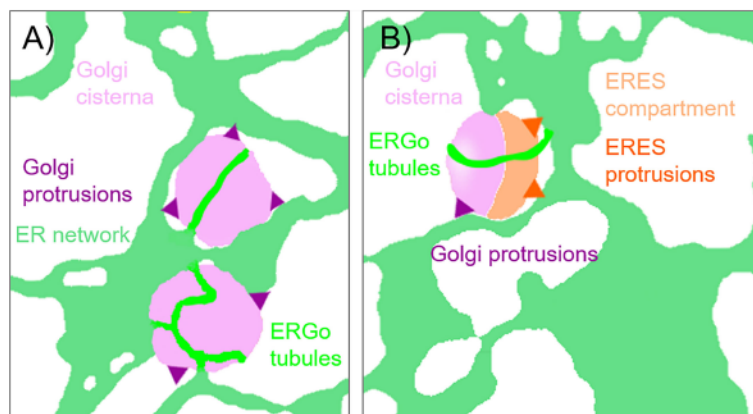 A)
Golgi
cisterna
Golgi
protrusions
ER network
ERGo
tubules
B)
Golgi
cisterna
ERES
compartment
ERGo
tubules
ERES
protrusions
Golgi protrusions